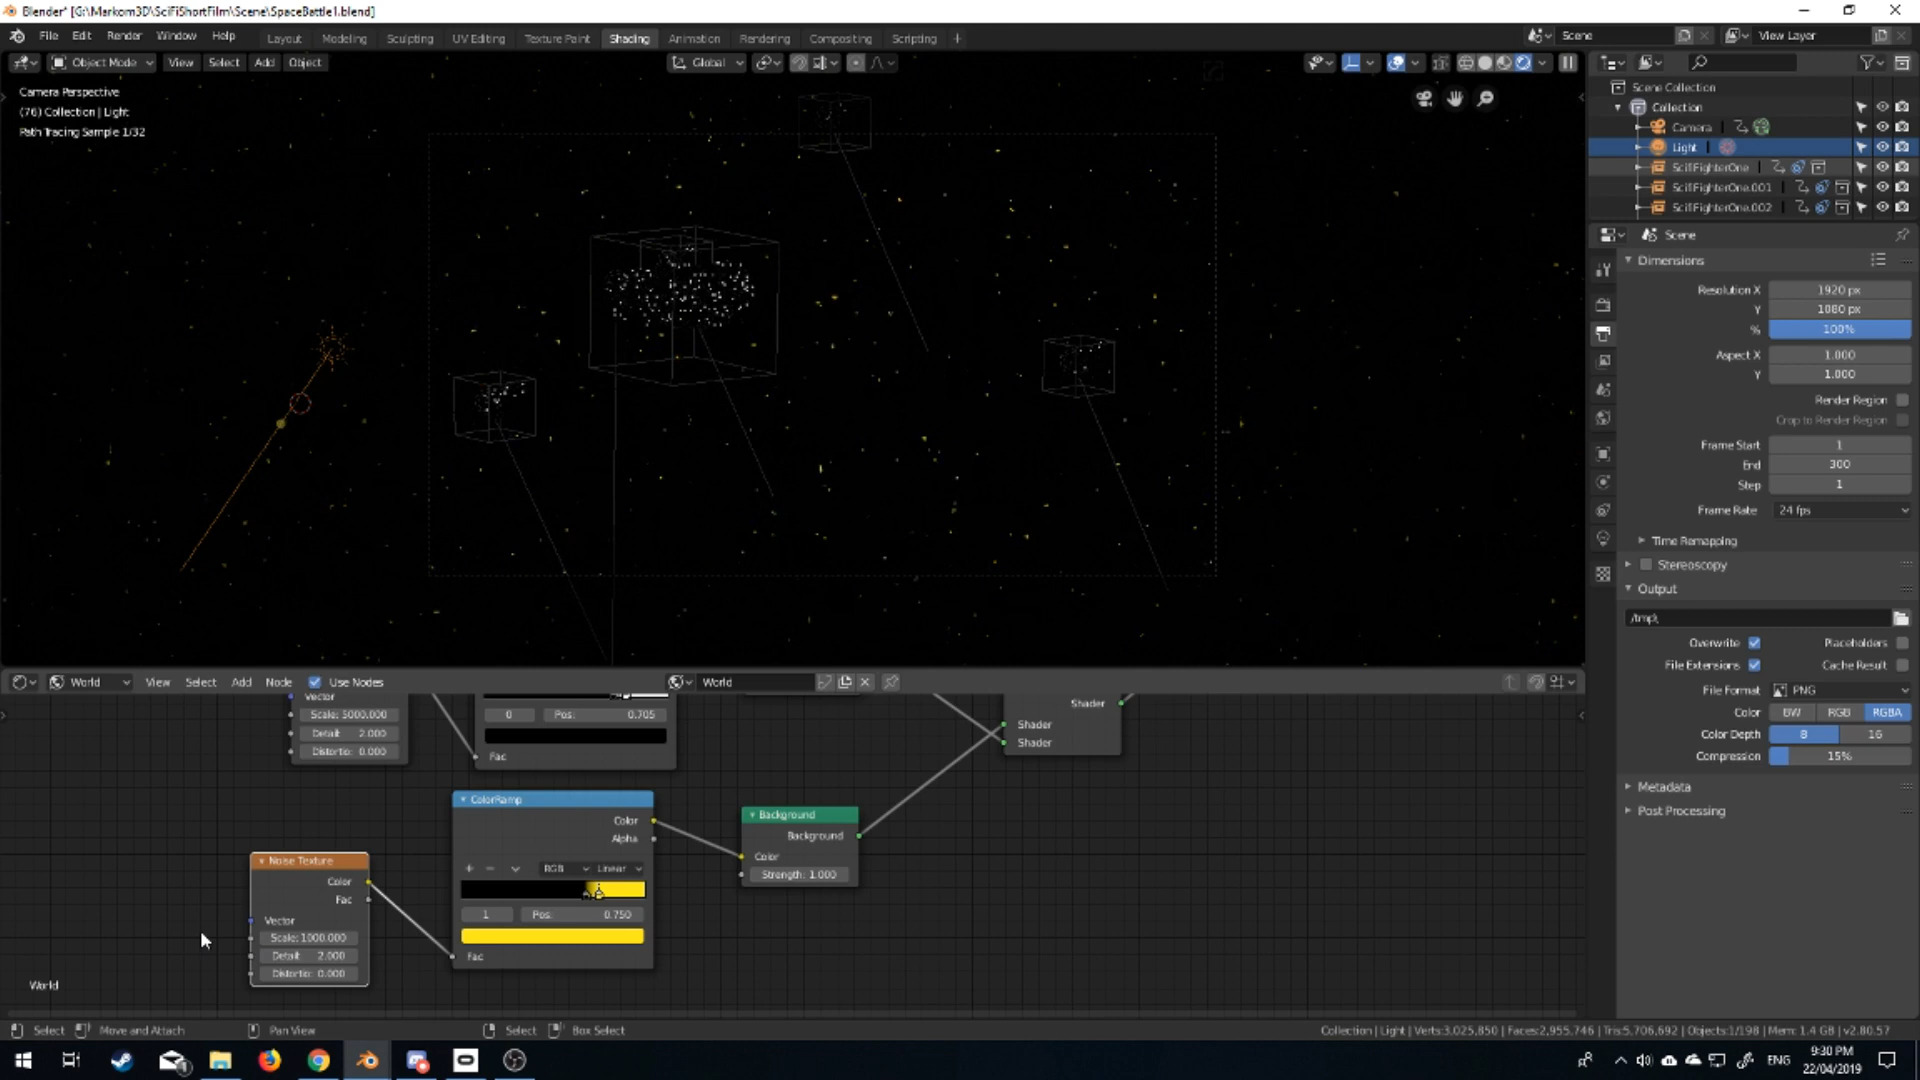 Blender* [G:\Markom3D\SciFiShortFilm\Scene\SpaceBattle1.blend]
File Edit Render Window Help Layout Modeling Sculpting UV Editing Texture Paint Shading Animation Rendering Compositing Scripting + Scene View Layer
Object Mode View Select Add Object Global
Camera Perspective
(76) Collection | Light
Path Tracing Sample 1/32
Scene Collection
Collection
Camera
Light
ScifiFighterOne
ScifiFighterOne.001
ScifiFighterOne.002
Scene
Dimensions
Resolution X 1920 px
Y 1080 px
% 100%
Aspect X 1.000
Y 1.000
Render Region
Crop to Render Region
Frame Start 1
End 300
Step 1
Frame Rate 24 fps
Time Remapping
Stereoscopy
Output
/tmp\
Overwrite Placeholders
File Extensions Cache Result
File Format PNG
Color BW RGB RGBA
Color Depth 8 16
Compression 15%
Metadata
Post Processing
World View Select Add Node Use Nodes World
Vector
Scale: 5000.000
Detail: 2.000
Distortio: 0.000
0 Pos: 0.705
Fac
Shader
Shader
Shader
ColorRamp
Color
Alpha
RGB Linear
1 Pos: 0.750
Fac
Background
Background
Color
Strength: 1.000
Noise Texture
Color
Fac
Vector
Scale: 1000.000
Detail: 2.000
Distortio: 0.000
World
Select Move and Attach Pan View Select Box Select Collection | Light | Verts:3,025,850 | Faces:2,955,746 | Tris:5,706,692 | Objects:1/198 | Mem: 1.4 GB | v2.80.57
ENG 9:30 PM
22/04/2019